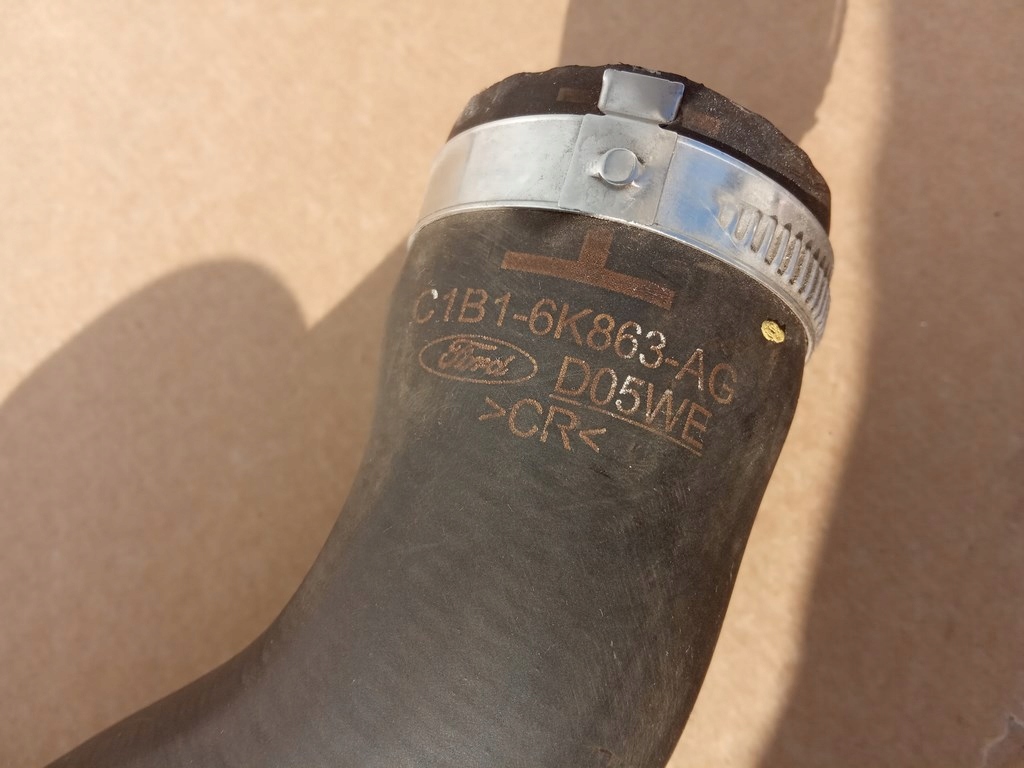 C1B1-6K863-AG
Ford D05WE
>CR<